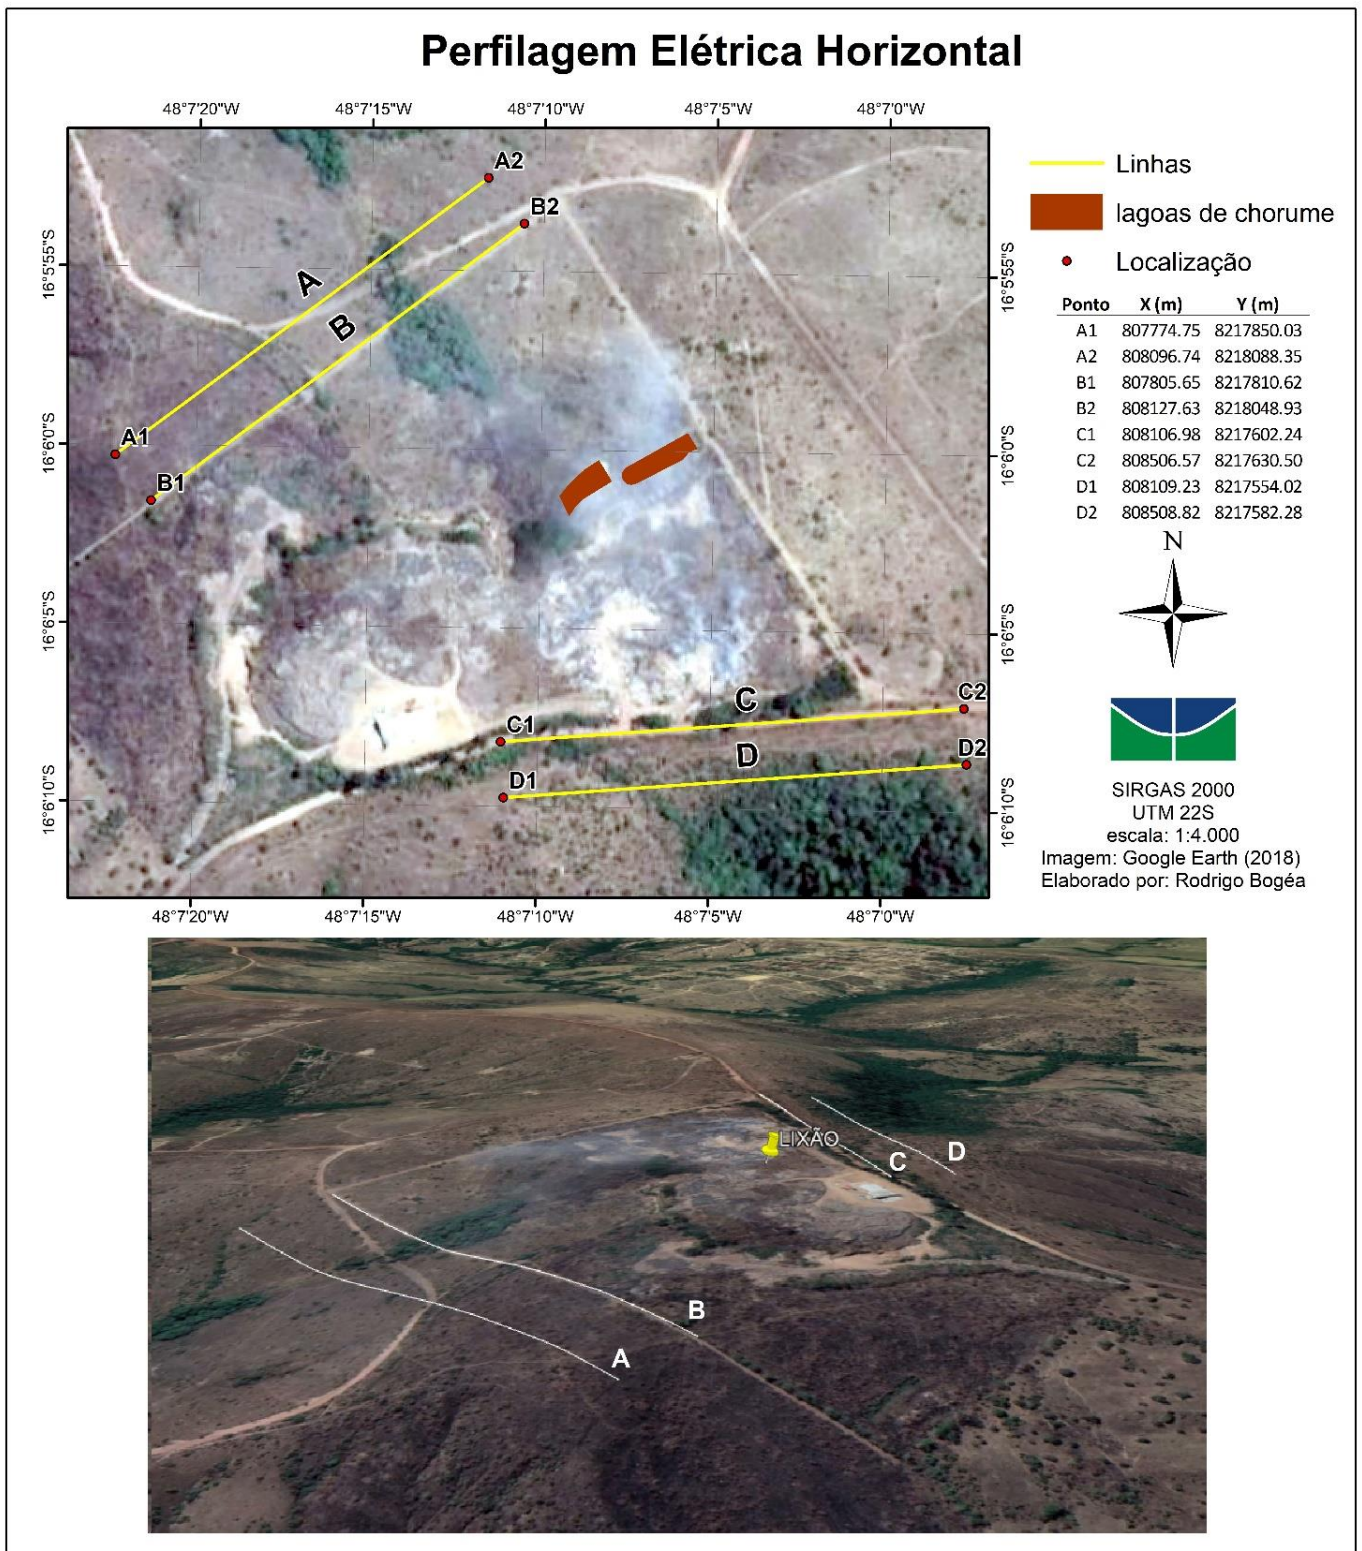 Perfilagem Elétrica Horizontal
48°7'20"W 48°7'15"W 48°7'10"W 48°7'5"W 48°7'0"W
16°5'55"S
16°6'0"S
16°6'5"S
16°6'10"S
A2
B2
A
B
A1
B1
C
C2
C1
D
D2
D1
16°5'55"S
16°6'0"S
16°6'5"S
16°6'10"S
48°7'20"W 48°7'15"W 48°7'10"W 48°7'5"W 48°7'0"W
Linhas
lagoas de chorume
Localização
Ponto X (m) Y (m)
A1 807774.75 8217850.03
A2 808096.74 8218088.35
B1 807805.65 8217810.62
B2 808127.63 8218048.93
C1 808106.98 8217602.24
C2 808506.57 8217630.50
D1 808109.23 8217554.02
D2 808508.82 8217582.28
N
SIRGAS 2000
UTM 22S
escala: 1:4.000
Imagem: Google Earth (2018)
Elaborado por: Rodrigo Bogéa
LIXÃO
D
C
B
A